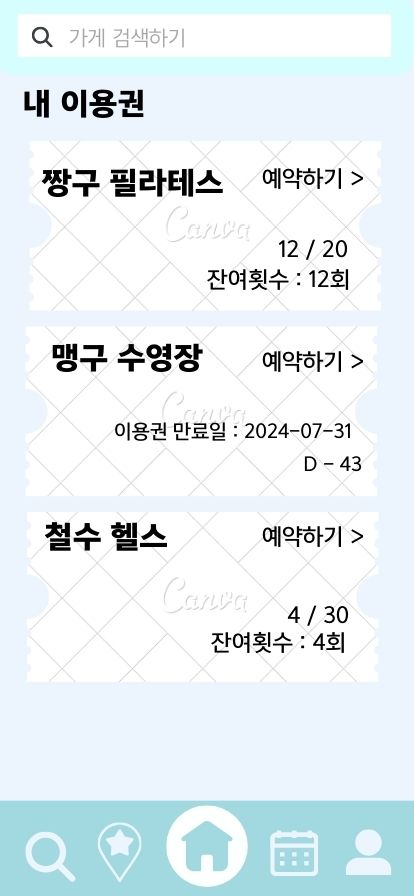 가게 검색하기
내 이용권
짱구 필라테스 예약하기 >
Canva
12 / 20
잔여횟수 : 12회
맹구 수영장 예약하기 >
Canva
이용권 만료일 : 2024-07-31
D - 43
철수 헬스 예약하기 >
Canva
4 / 30
잔여횟수 : 4회